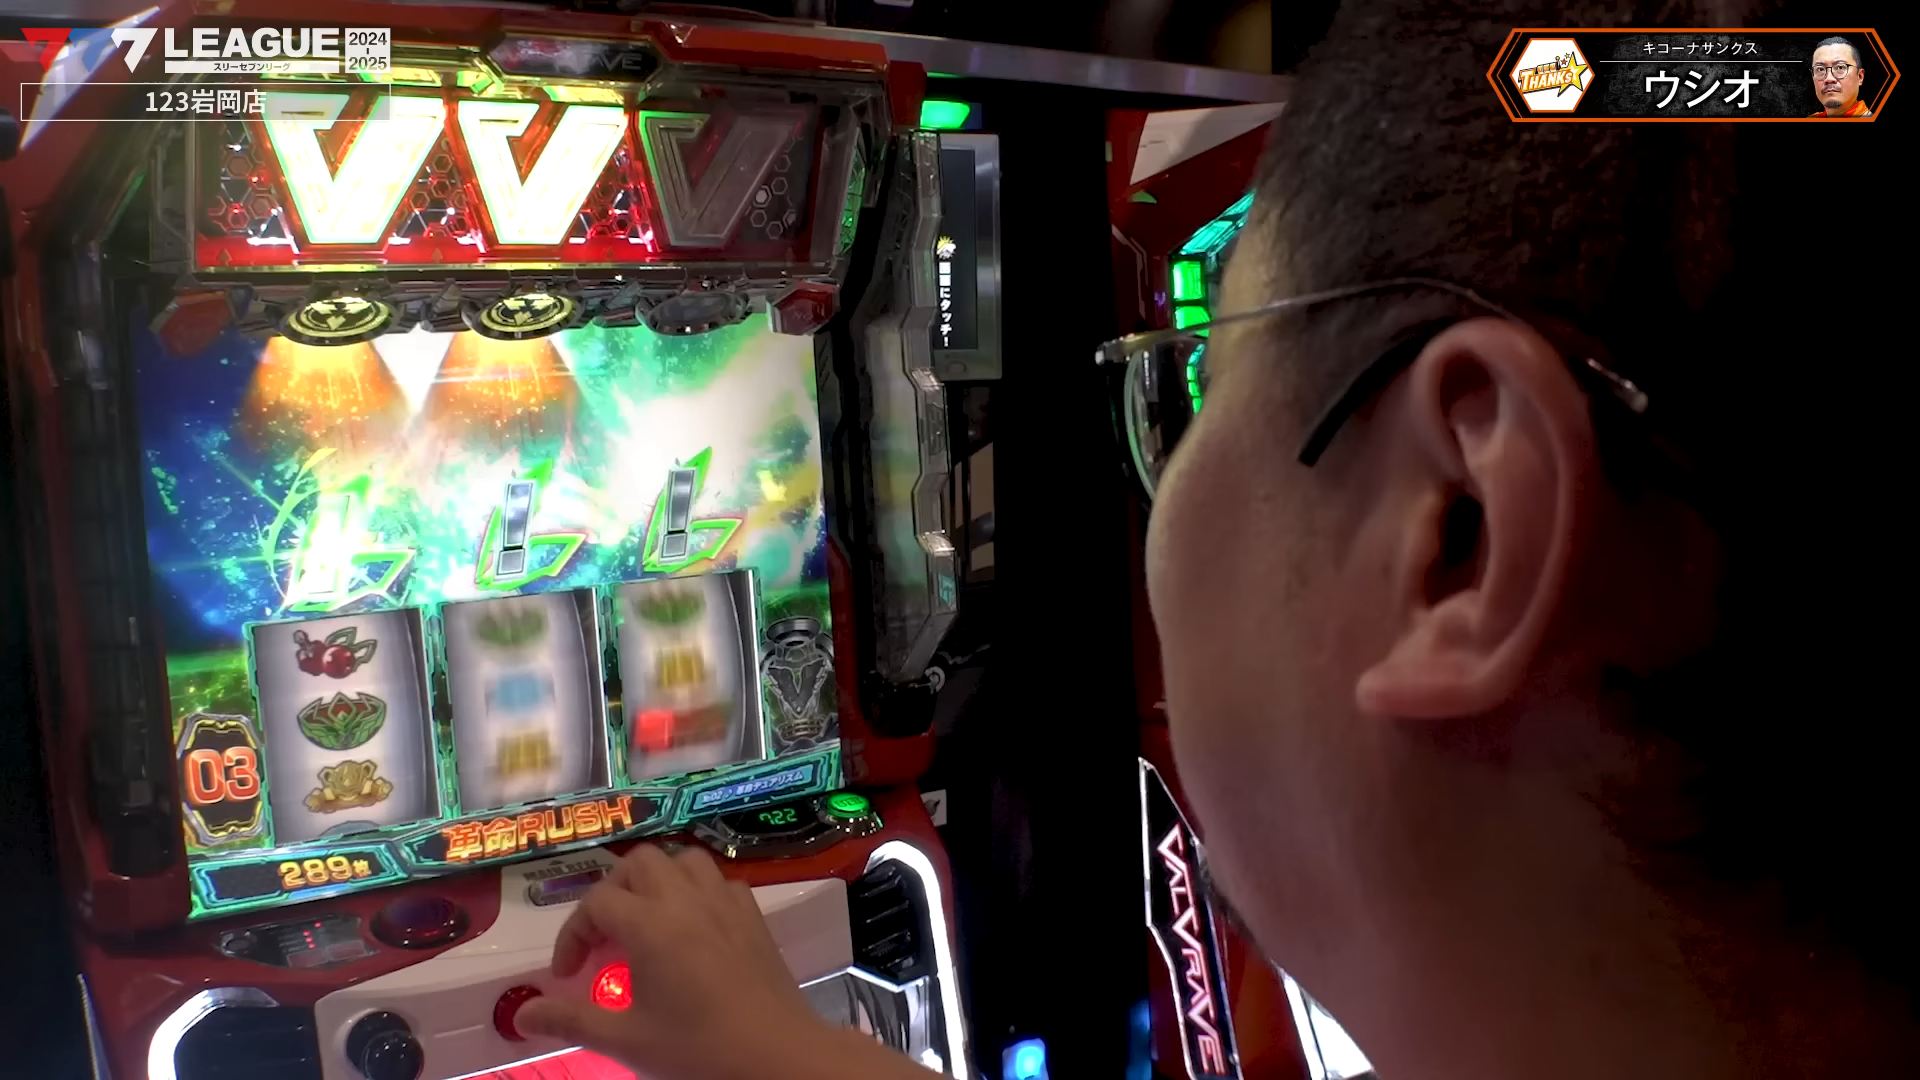 777 LEAGUE 2024-2025
スリーセブンリーグ
123岩岡店
キコーナサンクス
THANKS
ウシオ
画面にタッチ!
03
革命RUSH
289枚
722
VALVRAVE